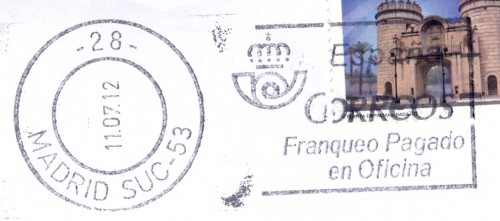 -28-
11.07.12
MADRID SUC-53
España
CORREOS
Franqueo Pagado
en Oficina